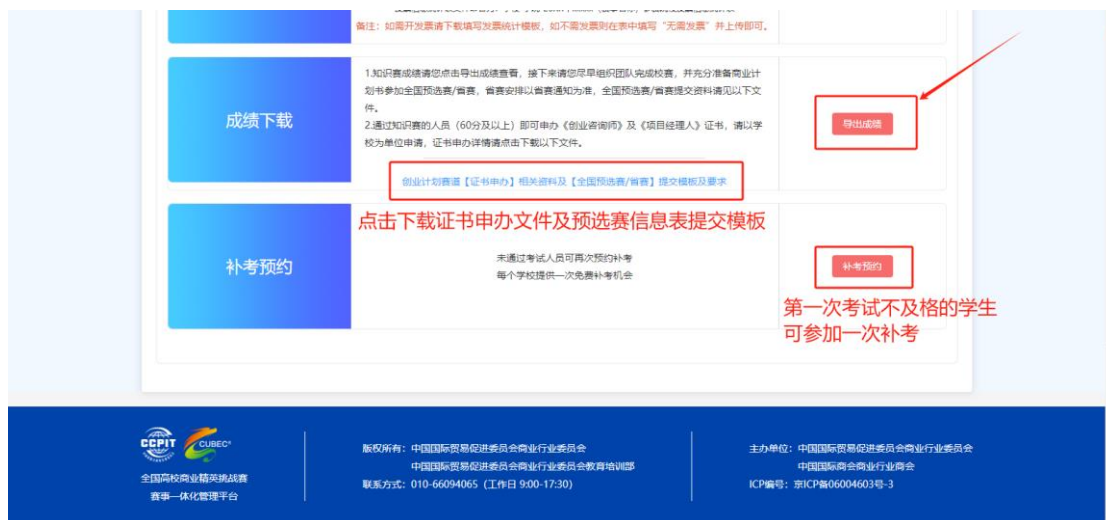 备注：如需开发票请下载填写发票统计模板，如不需发票则在表中填写“无需发票”并上传即可。
成绩下载
1.知识赛成绩请您点击导出成绩查看，接下来请您尽早组织团队完成校赛，并充分准备商业计
划书参加全国预选赛/省赛，省赛安排以省赛通知为准，全国预选赛/省赛提交资料请见以下文
件。
2.通过知识赛的人员（60分及以上）即可申办《创业咨询师》及《项目经理人》证书，请以学
校为单位申请，证书申办详情请点击下载以下文件。
创业计划赛道【证书申办】相关资料及【全国预选赛/省赛】提交模板及要求
导出成绩
点击下载证书申办文件及预选赛信息表提交模板
补考预约
未通过考试人员可再次预约补考
每个学校提供一次免费补考机会
补考预约
第一次考试不及格的学生
可参加一次补考
CCPIT CUBEC
全国高校商业精英挑战赛
赛事一体化管理平台
版权所有：中国国际贸易促进委员会商业行业委员会
中国国际贸易促进委员会商业行业委员会教育培训部
联系方式：010-66094065（工作日 9:00-17:30）
主办单位：中国国际贸易促进委员会商业行业委员会
中国国际商会商业行业商会
ICP编号：京ICP备06004603号-3